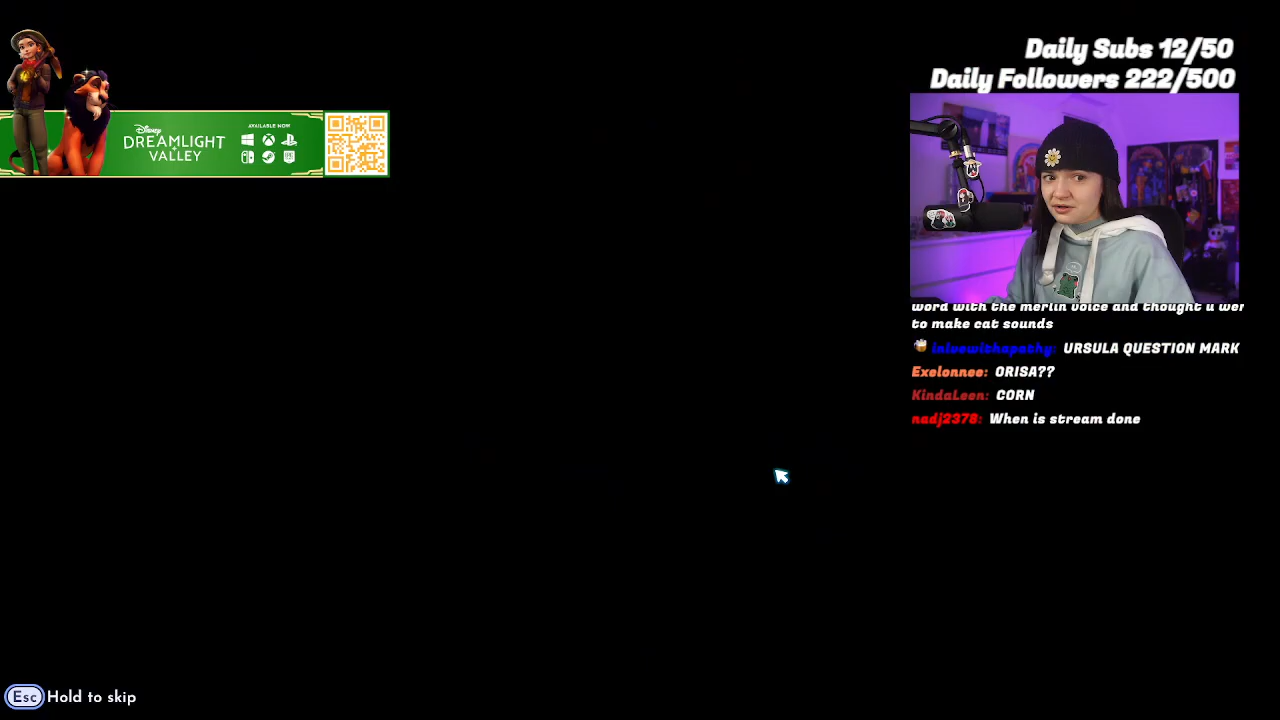 Daily Subs 12/50
Daily Followers 222/500
Disney
DREAMLIGHT
VALLEY
AVAILABLE NOW
word with the merlin voice and thought u wer
to make cat sounds
URSULA QUESTION MARK
Exelonnee: ORISA??
KindaLeen: CORN
nadj2378: When is stream done
Esc Hold to skip